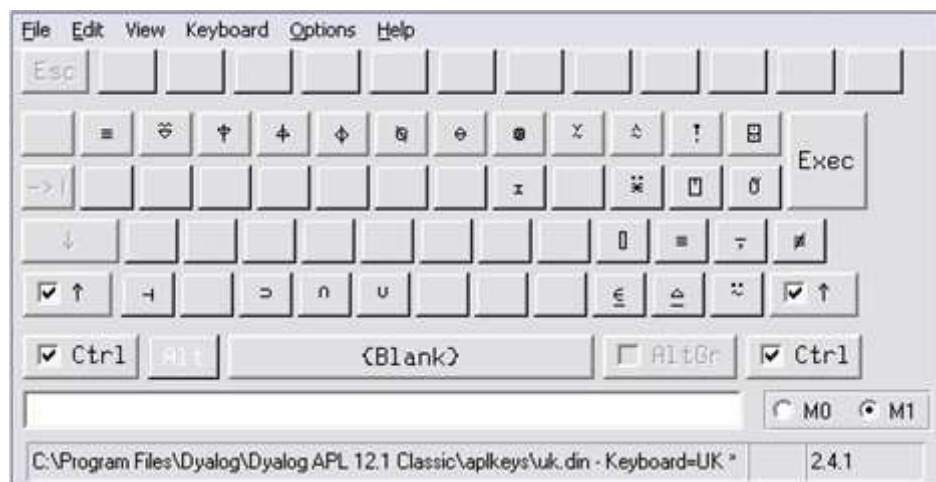 File Edit View Keyboard Options Help
Esc
≡ ⍱ ⌽ ⍋ ⍉ ⊖ ⍟ ! ⌹ Exec
->| ⌶ ⍣ ⍞ ⍬
↓ ⌷ ≡ ⍪ ≢
↑ ⊣ ⊃ ∩ ∪ ⍷ ⍙ ⍨ ↑
Ctrl Alt {Blank} AltGr Ctrl
M0 M1
C:\Program Files\Dyalog\Dyalog APL 12.1 Classic\aplkeys\uk.din - Keyboard=UK * 2.4.1